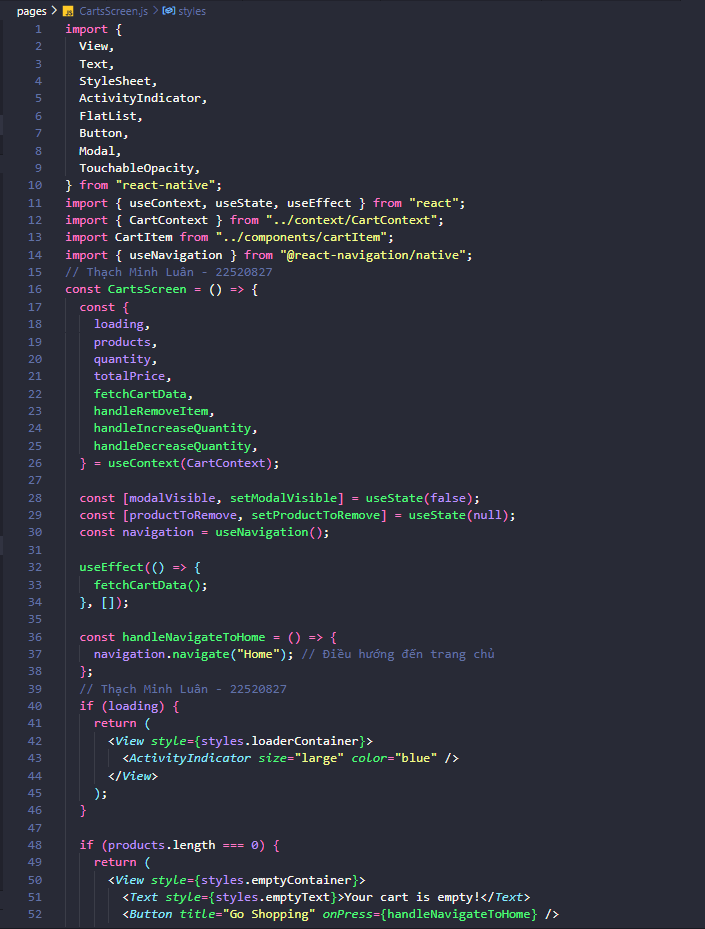 pages > JS CartsScreen.js > styles
1 import {
2   View,
3   Text,
4   StyleSheet,
5   ActivityIndicator,
6   FlatList,
7   Button,
8   Modal,
9   TouchableOpacity,
10 } from "react-native";
11 import { useContext, useState, useEffect } from "react";
12 import { CartContext } from "../context/CartContext";
13 import CartItem from "../components/cartItem";
14 import { useNavigation } from "@react-navigation/native";
15 // Thạch Minh Luân - 22520827
16 const CartsScreen = () => {
17   const {
18     loading,
19     products,
20     quantity,
21     totalPrice,
22     fetchCartData,
23     handleRemoveItem,
24     handleIncreaseQuantity,
25     handleDecreaseQuantity,
26   } = useContext(CartContext);
27
28   const [modalVisible, setModalVisible] = useState(false);
29   const [productToRemove, setProductToRemove] = useState(null);
30   const navigation = useNavigation();
31
32   useEffect(() => {
33     fetchCartData();
34   }, []);
35
36   const handleNavigateToHome = () => {
37     navigation.navigate("Home"); // Điều hướng đến trang chủ
38   };
39   // Thạch Minh Luân - 22520827
40   if (loading) {
41     return (
42       <View style={styles.loaderContainer}>
43         <ActivityIndicator size="large" color="blue" />
44       </View>
45     );
46   }
47
48   if (products.length === 0) {
49     return (
50       <View style={styles.emptyContainer}>
51         <Text style={styles.emptyText}>Your cart is empty!</Text>
52         <Button title="Go Shopping" onPress={handleNavigateToHome} />